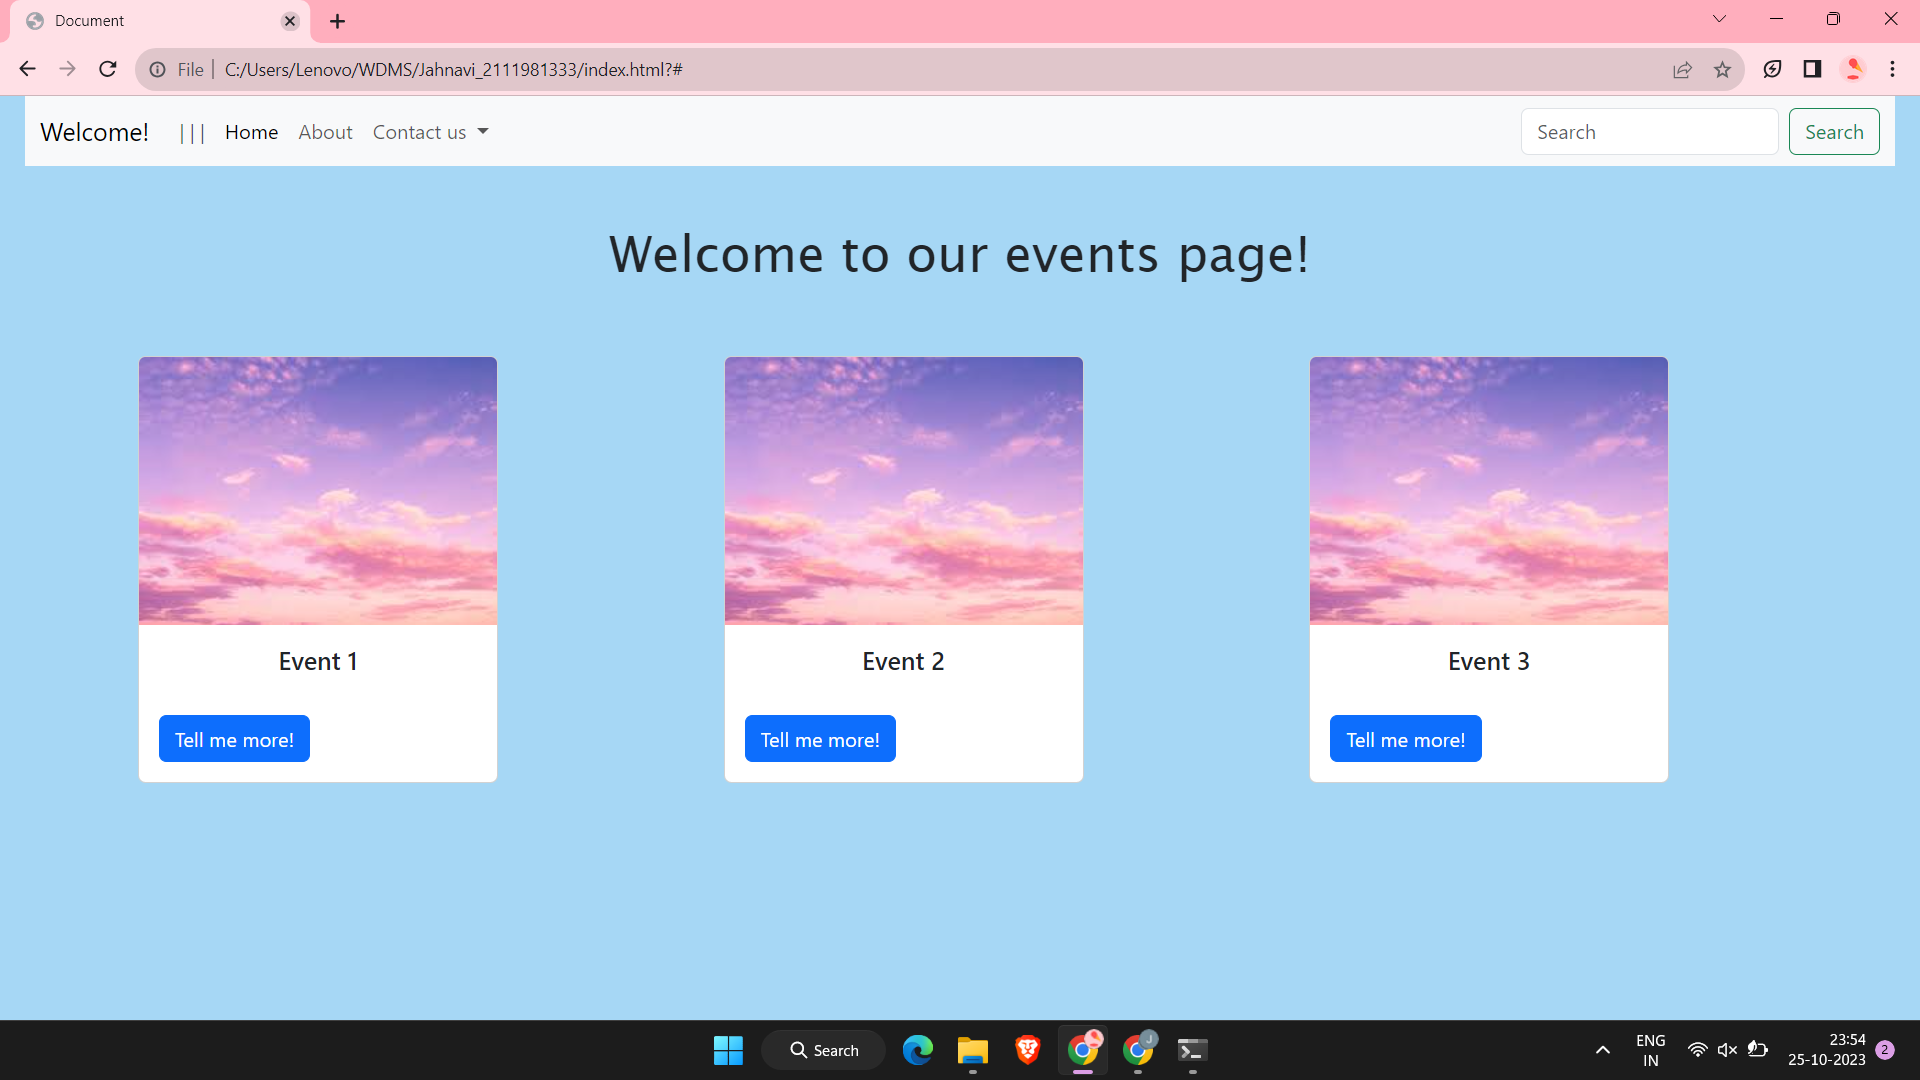 Document
File | C:/Users/Lenovo/WDMS/Jahnavi_2111981333/index.html?#
Welcome! | | | Home About Contact us Search Search
Welcome to our events page!
Event 1 Event 2 Event 3
Tell me more! Tell me more! Tell me more!
Search J ENG 23:54
IN 25-10-2023 2